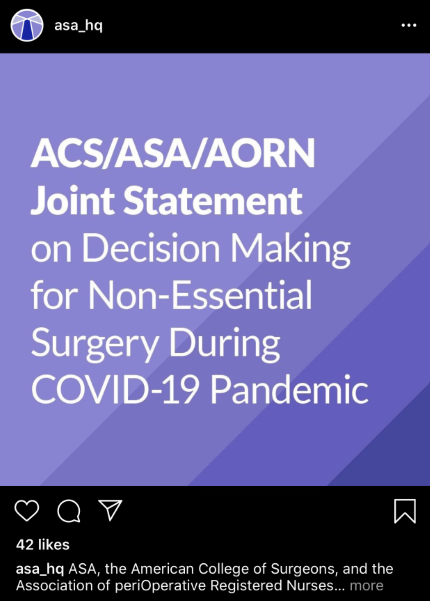 asa_hq
ACS/ASA/AORN
Joint Statement
on Decision Making
for Non-Essential
Surgery During
COVID-19 Pandemic
42 likes
asa_hq ASA, the American College of Surgeons, and the
Association of periOperative Registered Nurses... more